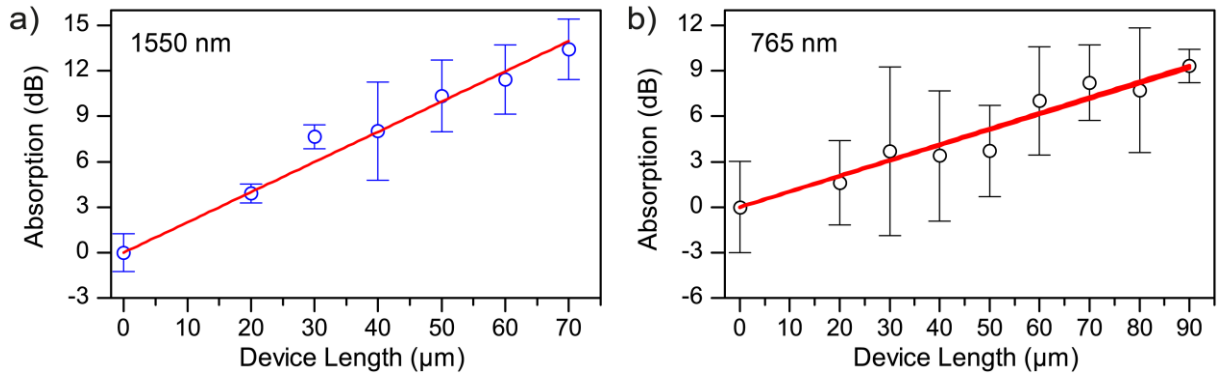 a)
1550 nm
Absorption (dB)
15
12
9
6
3
0
-3
0 10 20 30 40 50 60 70
Device Length (µm)
b)
765 nm
Absorption (dB)
12
9
6
3
0
-3
-6
0 10 20 30 40 50 60 70 80 90
Device Length (µm)